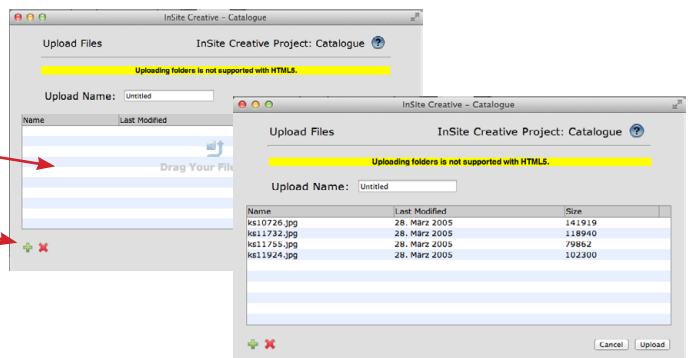 InSite Creative – Catalogue
Upload Files InSite Creative Project: Catalogue ?
Uploading folders is not supported with HTML5.
Upload Name: Untitled
Name Last Modified
Drag Your
InSite Creative – Catalogue
Upload Files InSite Creative Project: Catalogue ?
Uploading folders is not supported with HTML5.
Upload Name: Untitled
Name Last Modified Size
ks10726.jpg 28. März 2005 141919
ks11732.jpg 28. März 2005 118940
ks11755.jpg 28. März 2005 79862
ks11924.jpg 28. März 2005 102300
Cancel Upload